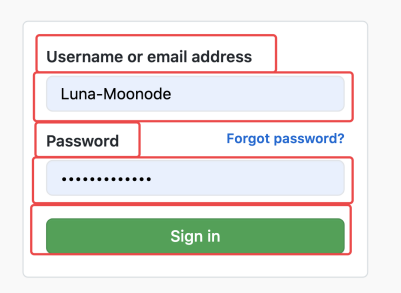 Username or email address
Luna-Moonode
Password Forgot password?
•••••••••••••
Sign in